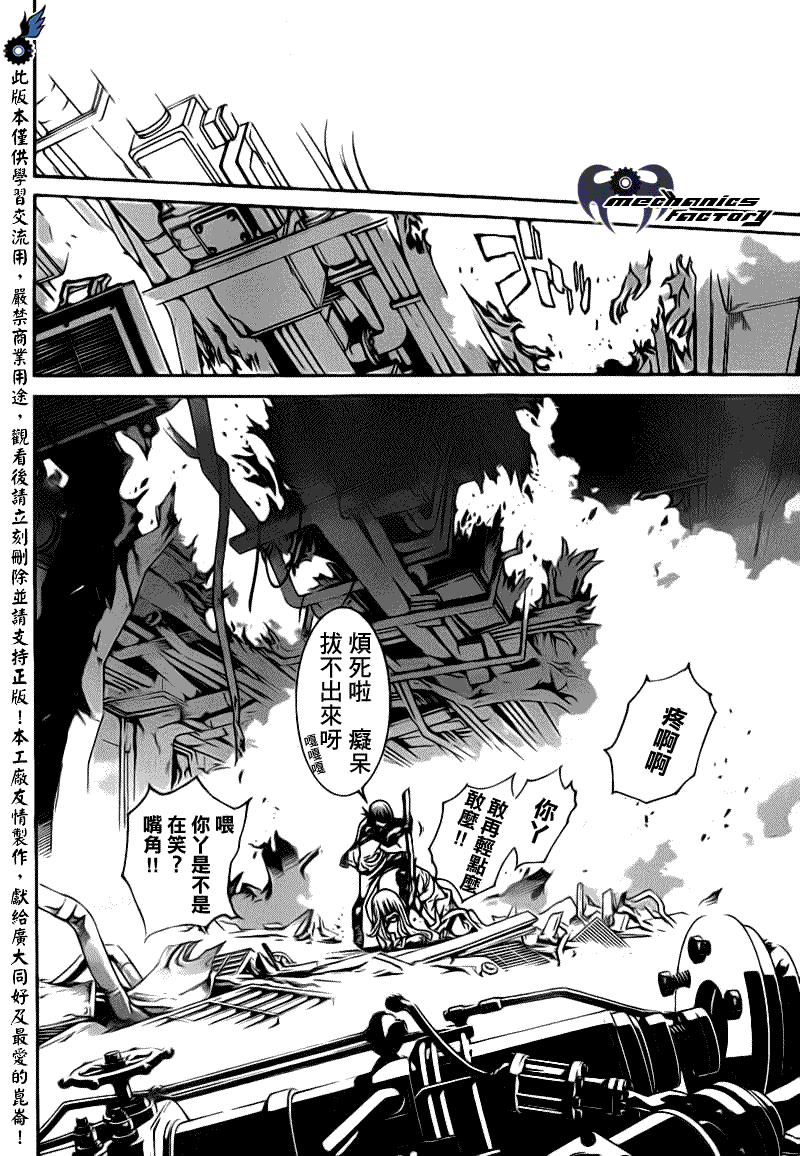 此版本僅供學習交流用，嚴禁商業用途，觀看後請立刻刪除並請支持正版！本工廠友情製作，獻給廣大同好及最愛的崑崙！
mechanics
Factory
疼啊啊
你丫
敢再輕點麼
敢麼!!
煩死啦 癡呆
拔不出來呀
嘎嘎嘎
喂
你丫是不是
在笑？
嘴角!!